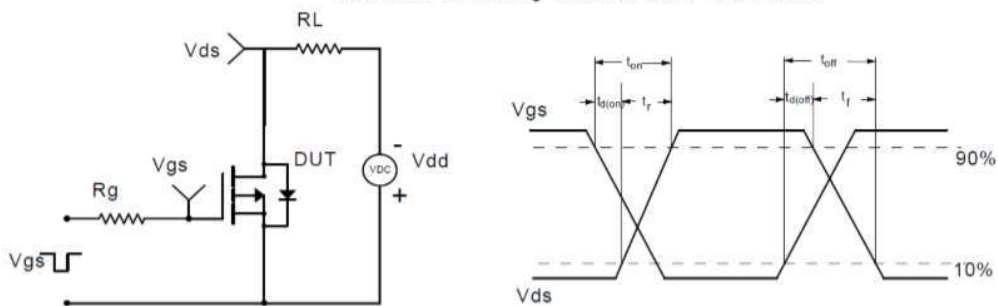 RL
Vds
Vgs
DUT
Rg
VDC
-
Vdd
+
Vgs
ton
toff
td(on)
tr
td(off)
tf
Vgs
90%
10%
Vds